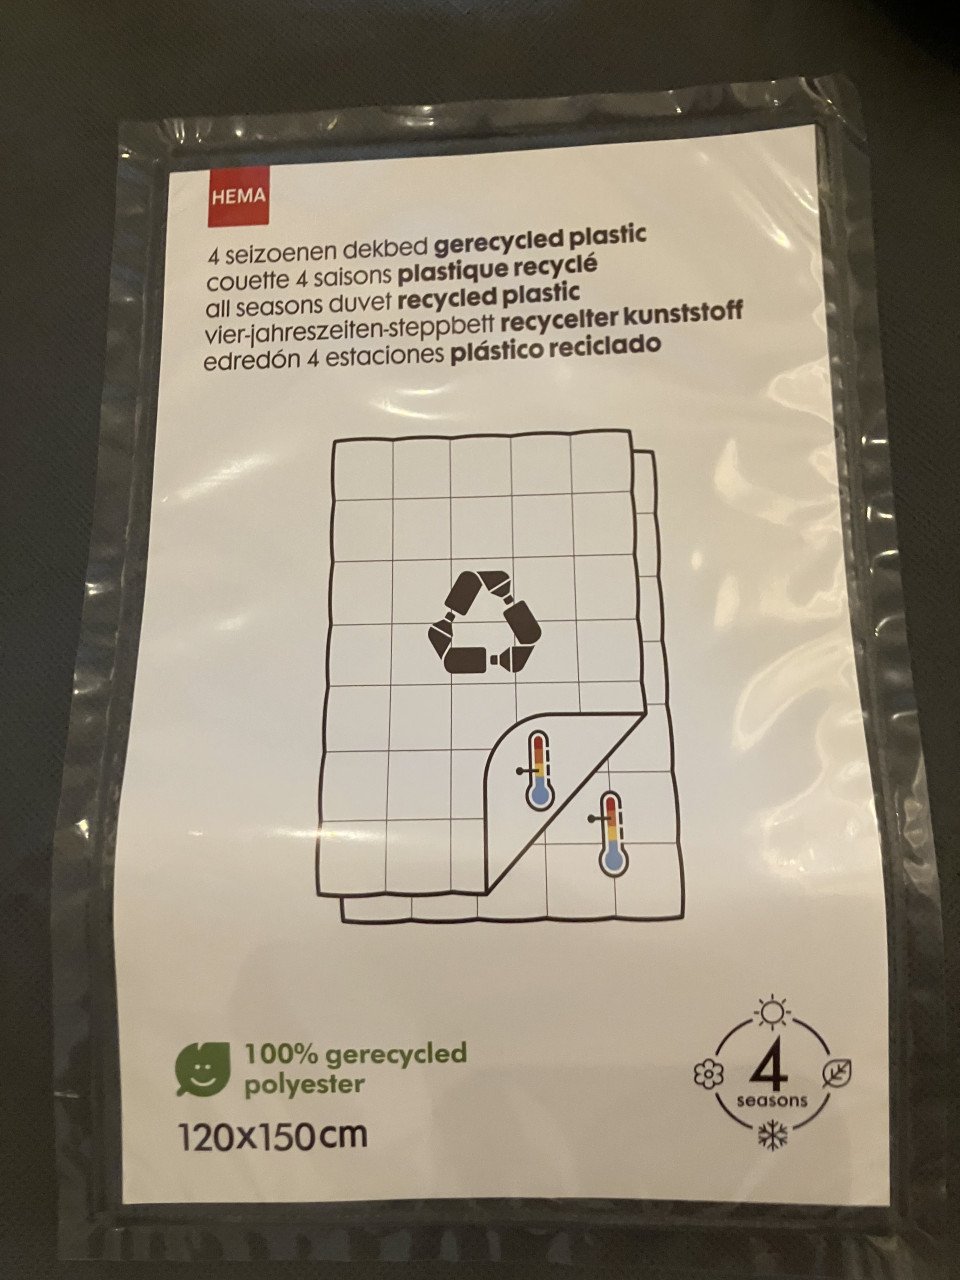 HEMA
4 seizoenen dekbed gerecycled plastic
couette 4 saisons plastique recyclé
all seasons duvet recycled plastic
vier-jahreszeiten-steppbett recycelter kunststoff
edredón 4 estaciones plástico reciclado
100% gerecycled
polyester
120x150cm
4
seasons